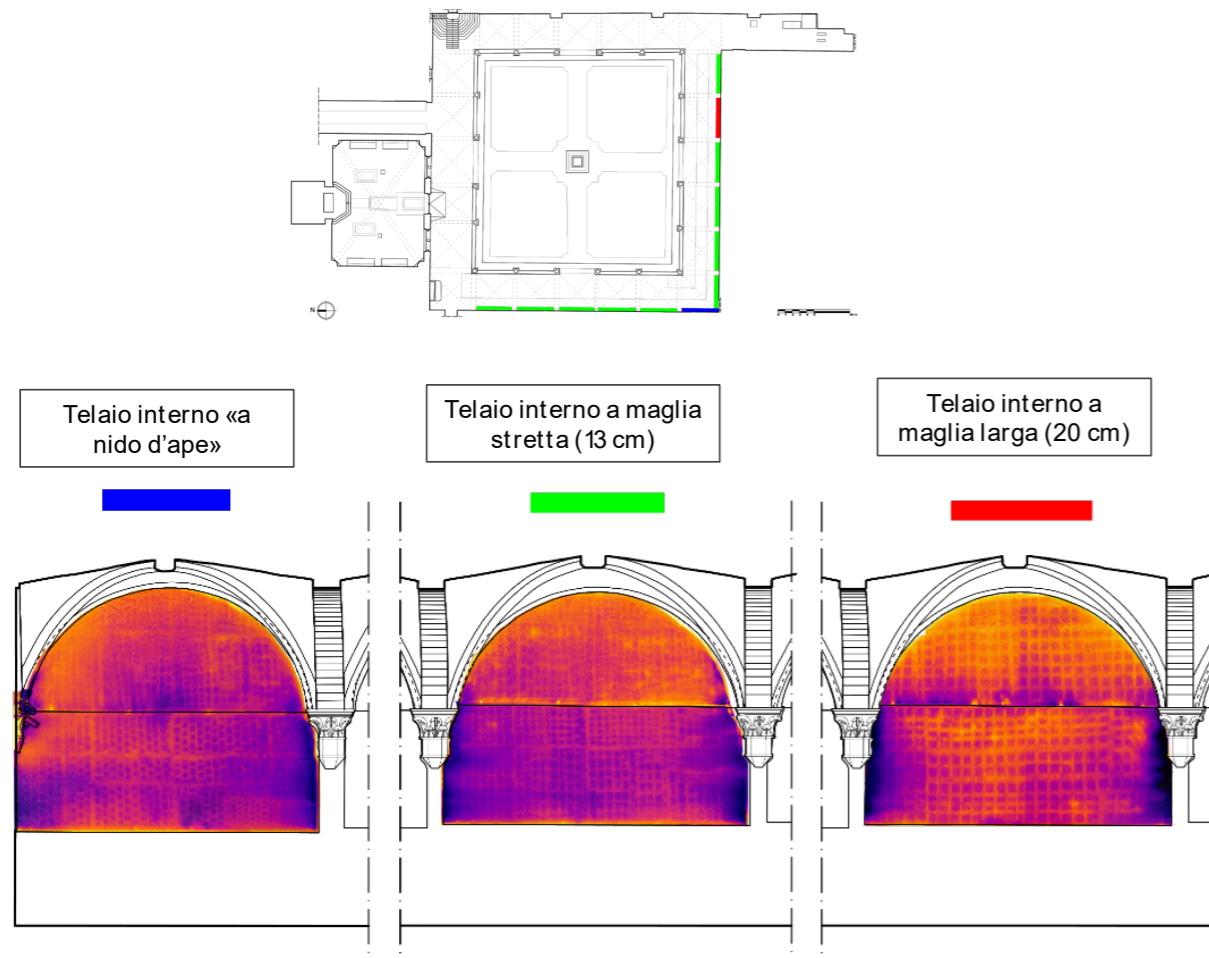 N
Telaio interno «a
nido d'ape»
Telaio interno a maglia
stretta (13 cm)
Telaio interno a
maglia larga (20 cm)